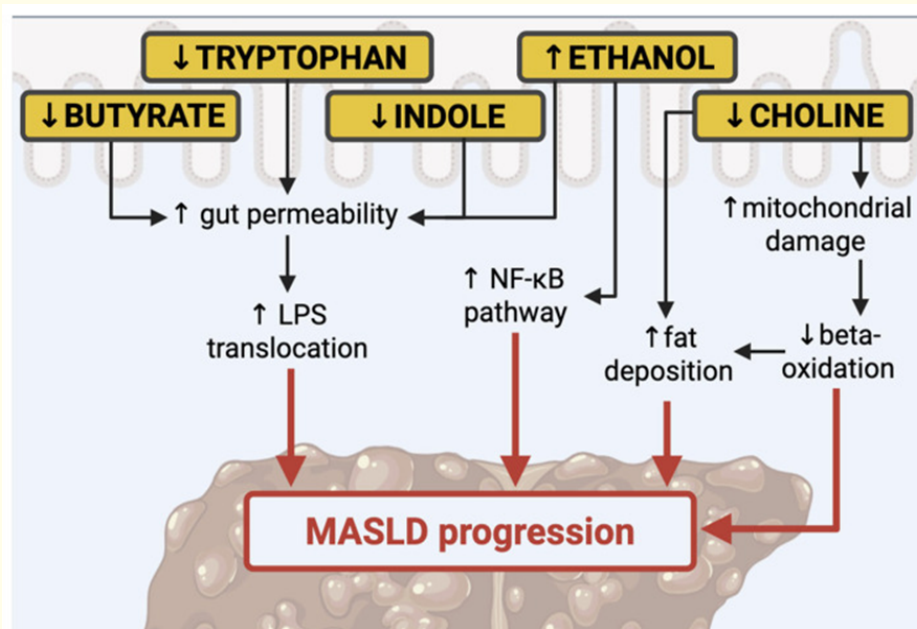 ↓TRYPTOPHAN
↑ETHANOL
↓BUTYRATE
↓INDOLE
↓CHOLINE
↑ gut permeability
↑mitochondrial
damage
↑ NF-κB
pathway
↑ LPS
translocation
↑fat
deposition
↓beta-
oxidation
MASLD progression